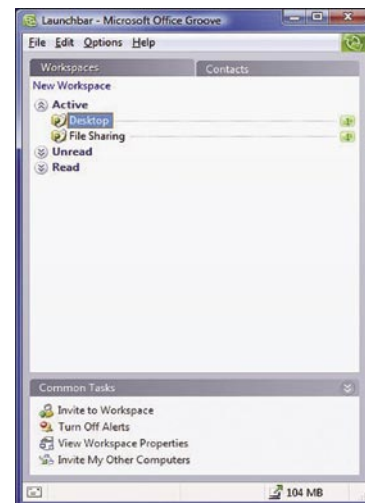 Launchbar - Microsoft Office Groove
File Edit Options Help
Workspaces Contacts
New Workspace
Active
Desktop
File Sharing
Unread
Read
Common Tasks
Invite to Workspace
Turn Off Alerts
View Workspace Properties
Invite My Other Computers
104 MB